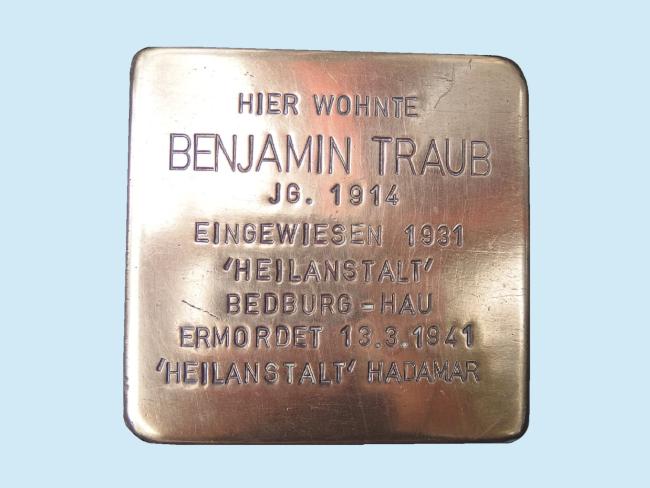 HIER WOHNTE
BENJAMIN TRAUB
JG. 1914
EINGEWIESEN 1931
'HEILANSTALT'
BEDBURG-HAU
ERMORDET 13.3.1941
'HEILANSTALT' HADAMAR